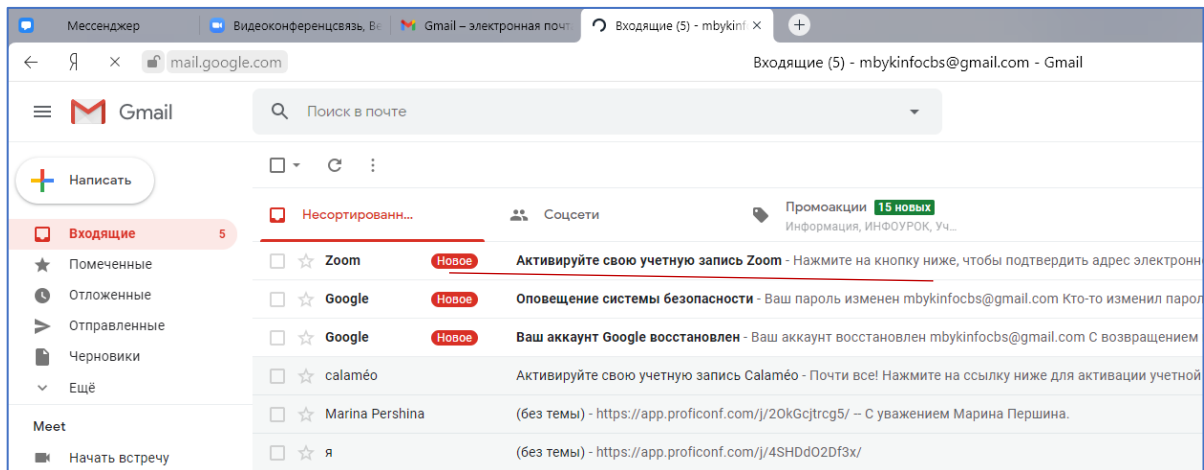 Мессенджер Видеоконференцсвязь, Ве Gmail – электронная почта Входящие (5) - mbykinf
Я mail.google.com Входящие (5) - mbykinfocbs@gmail.com - Gmail
Gmail Поиск в почте
Написать
Несортированн... Соцсети Промоакции 15 новых
Информация, ИНФОУРОК, Уч...
Входящие 5
Помеченные
Отложенные
Отправленные
Черновики
Ещё
Meet
Начать встречу
Zoom Новое Активируйте свою учетную запись Zoom - Нажмите на кнопку ниже, чтобы подтвердить адрес электронн
Google Новое Оповещение системы безопасности - Ваш пароль изменен mbykinfocbs@gmail.com Кто-то изменил парол
Google Новое Ваш аккаунт Google восстановлен - Ваш аккаунт восстановлен mbykinfocbs@gmail.com С возвращением
calaméo Активируйте свою учетную запись Calaméo - Почти все! Нажмите на ссылку ниже для активации учетной
Marina Pershina (без темы) - https://app.proficonf.com/j/2OkGcjtrcg5/ -- С уважением Марина Першина.
я (без темы) - https://app.proficonf.com/j/4SHDdO2Df3x/